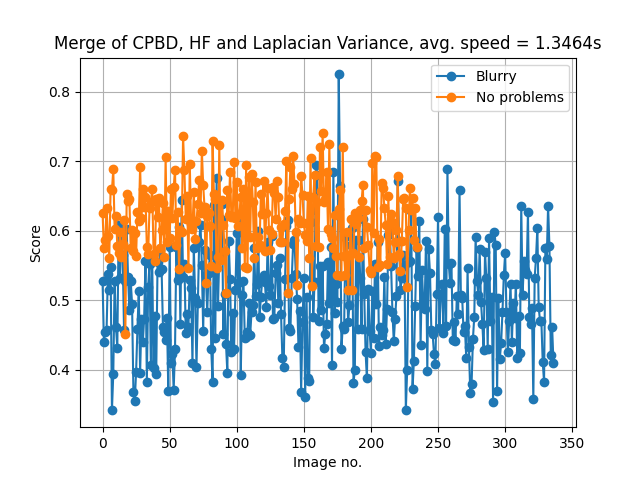 Merge of CPBD, HF and Laplacian Variance, avg. speed = 1.3464s
Blurry
No problems
0.8
0.7
0.6
0.5
0.4
Score
0 50 100 150 200 250 300 350
Image no.